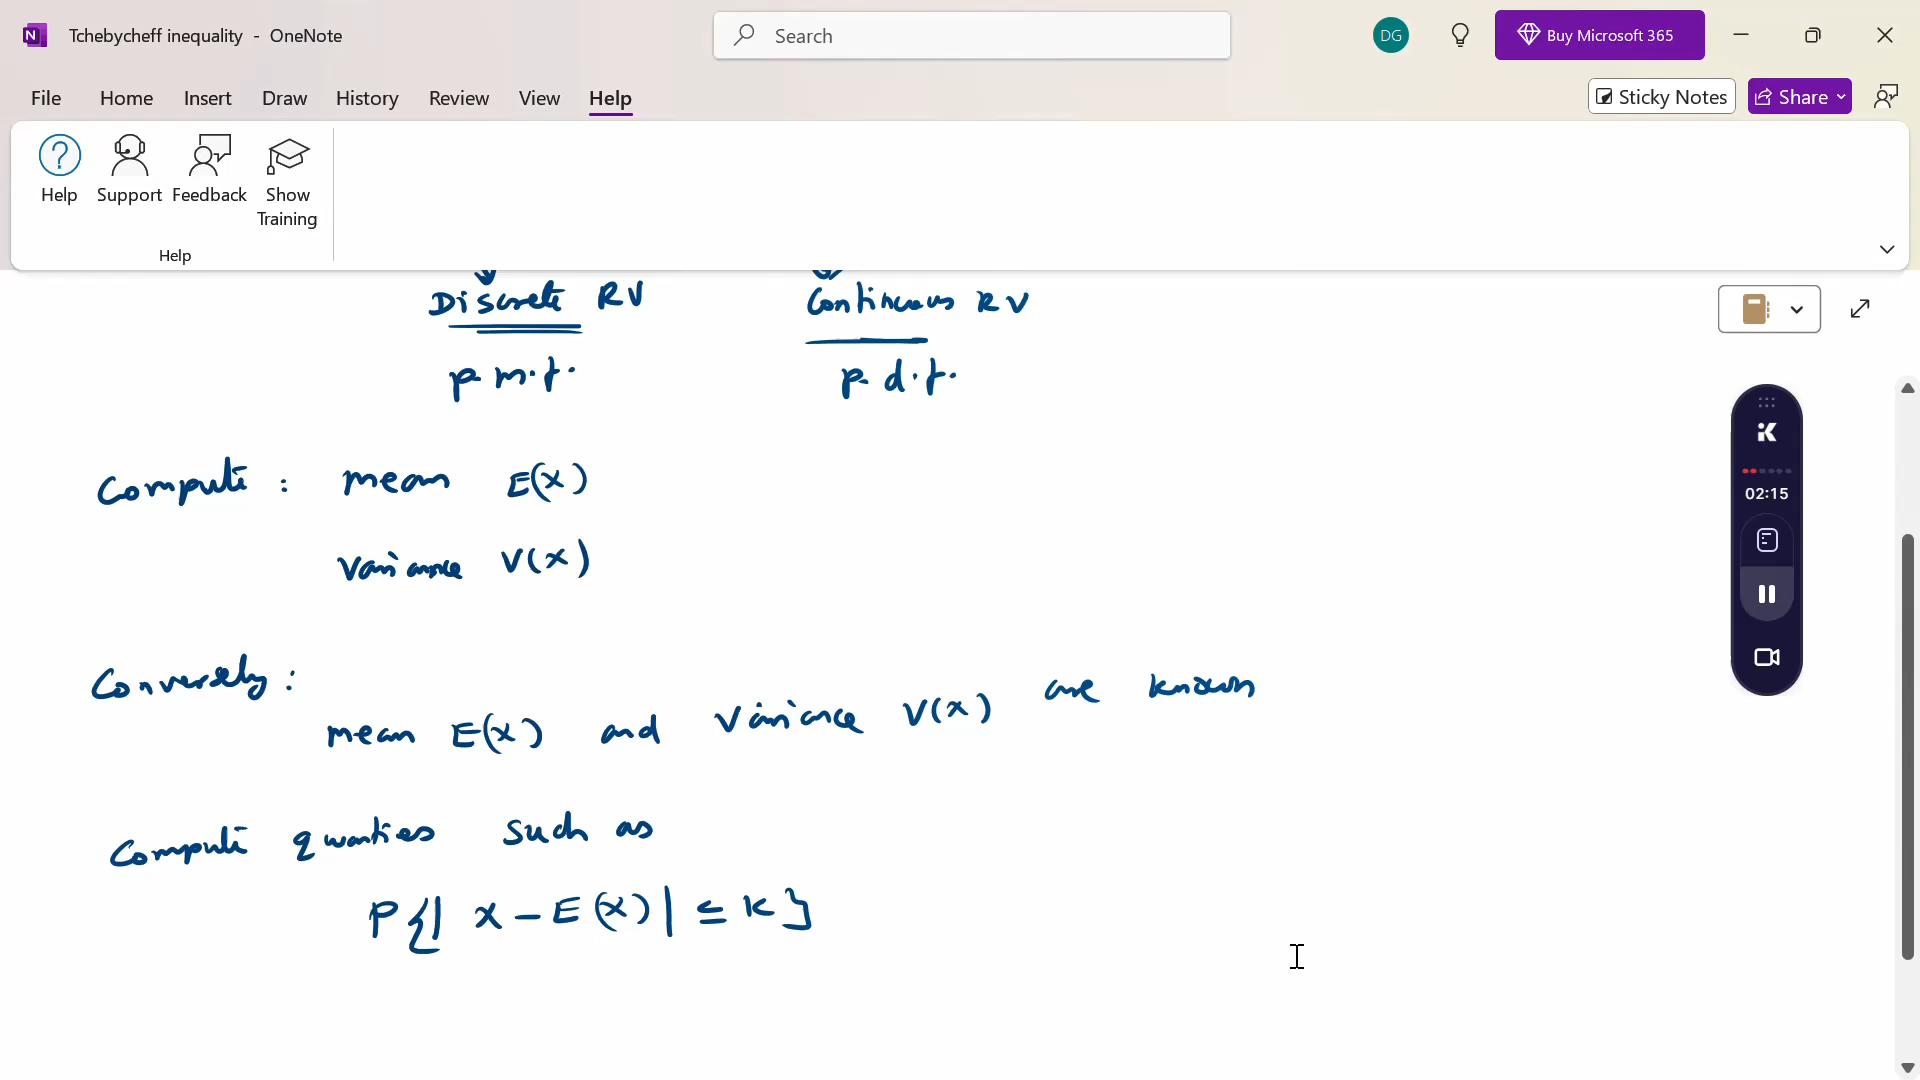 Tchebycheff inequality - OneNote
Search
DG
Buy Microsoft 365
File Home Insert Draw History Review View Help
Sticky Notes
Share
Help
Support
Feedback
Show Training
Help
Discrete RV Continuous RV
p.m.f. p.d.f.
Compute : mean E(X)
Variance V(X)
02:15
Conversely :
mean E(X) and Variance V(X) are known
Compute quanties such as
P{| X - E(X) | ≤ K}